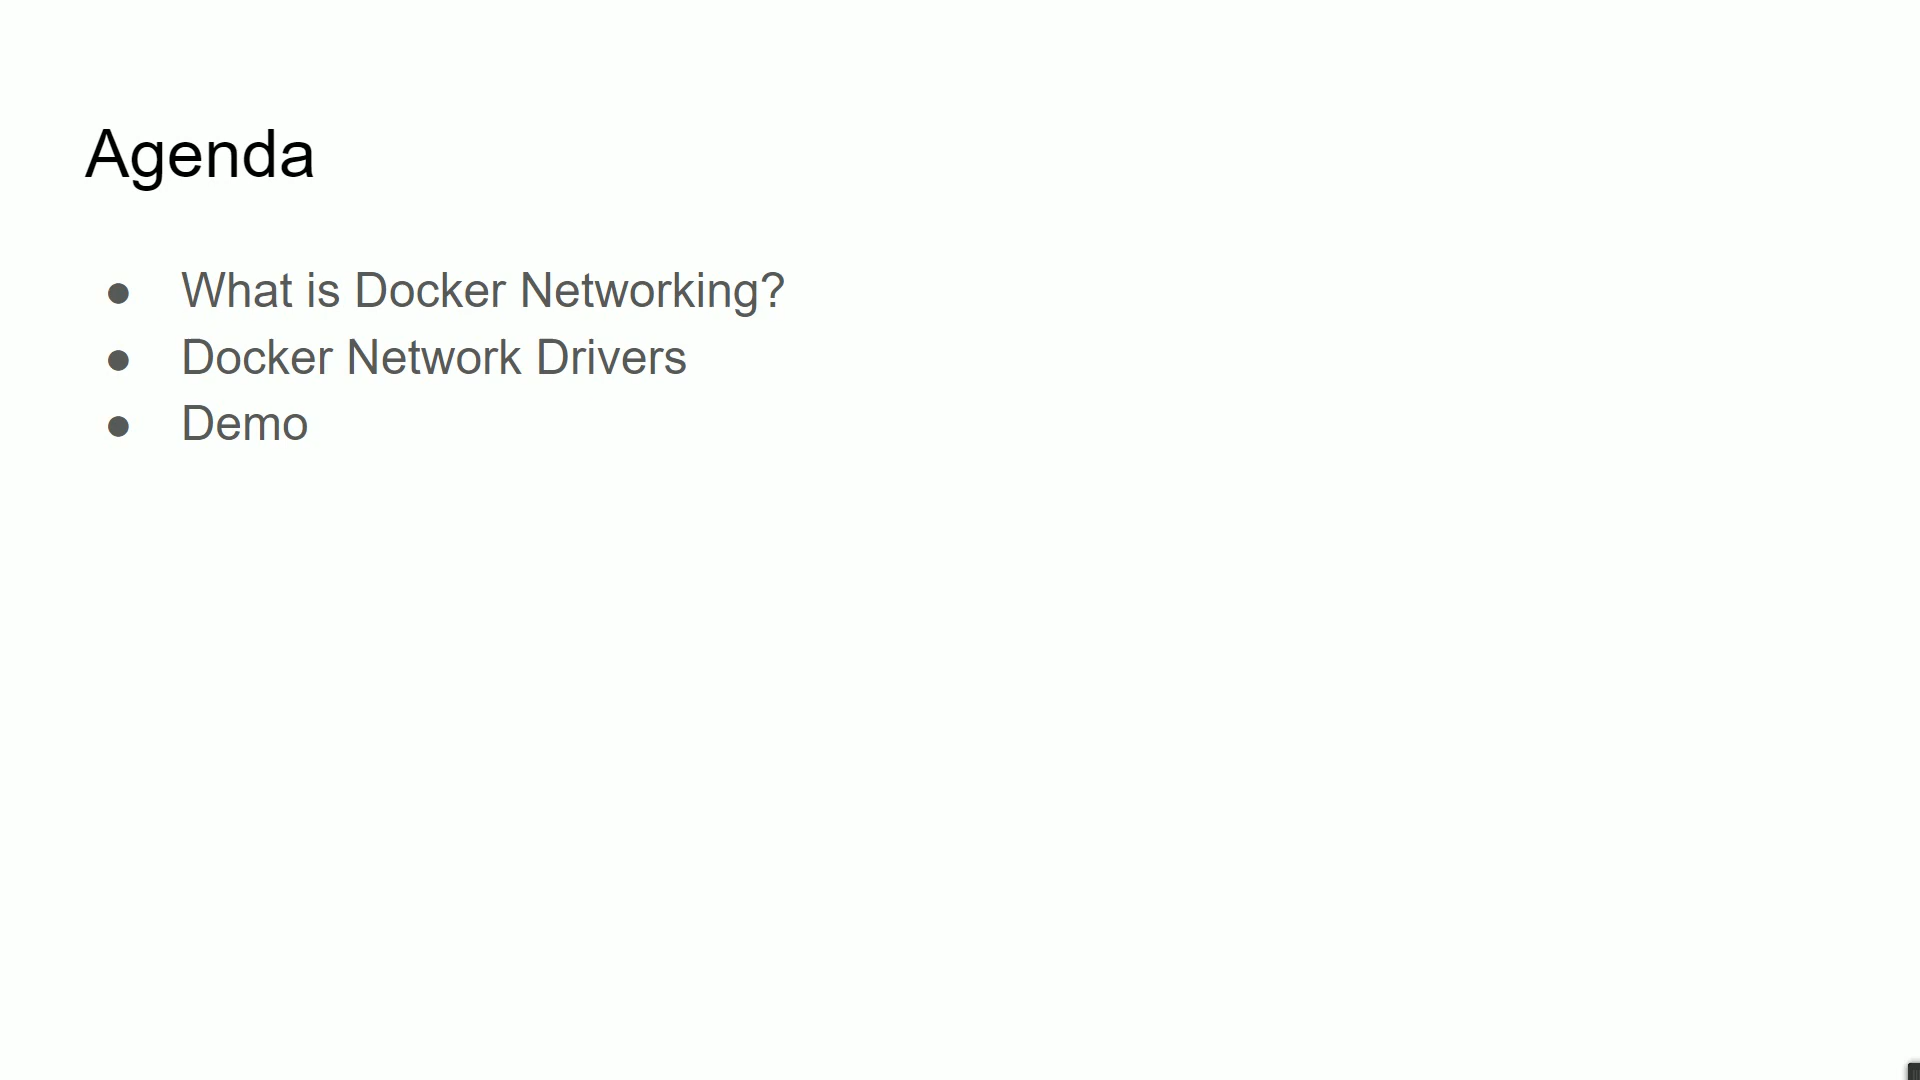 Agenda
● What is Docker Networking?
● Docker Network Drivers
● Demo